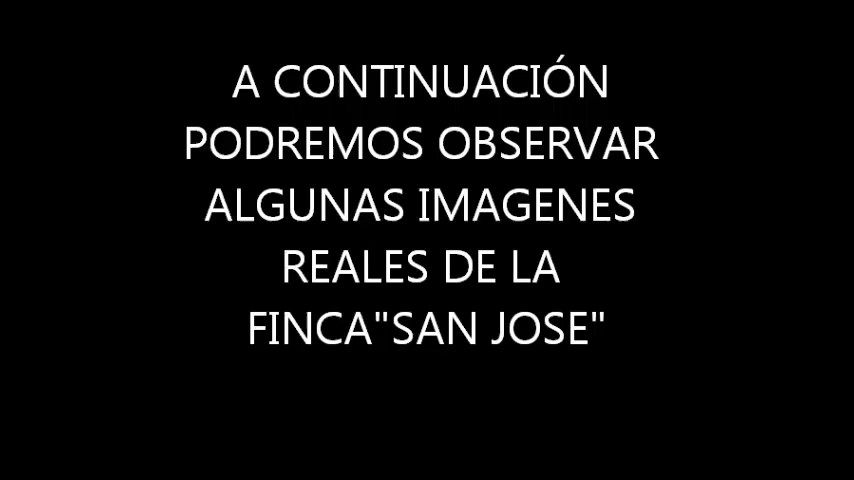 A CONTINUACIÓN
PODREMOS OBSERVAR
ALGUNAS IMAGENES
REALES DE LA
FINCA"SAN JOSE"